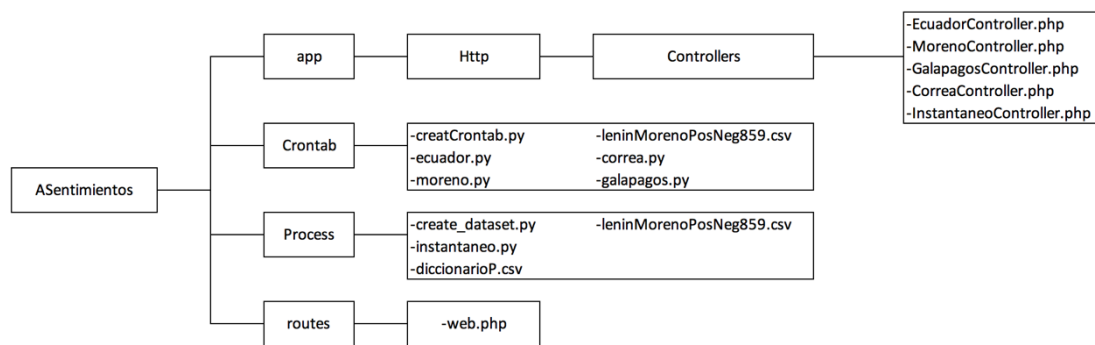 ASentimientos
app
Http
Controllers
-EcuadorController.php
-MorenoController.php
-GalapagosController.php
-CorreaController.php
-InstantaneoController.php
Crontab
-creatCrontab.py
-ecuador.py
-moreno.py
-leninMorenoPosNeg859.csv
-correa.py
-galapagos.py
Process
-create_dataset.py
-instantaneo.py
-diccionarioP.csv
-leninMorenoPosNeg859.csv
routes
-web.php